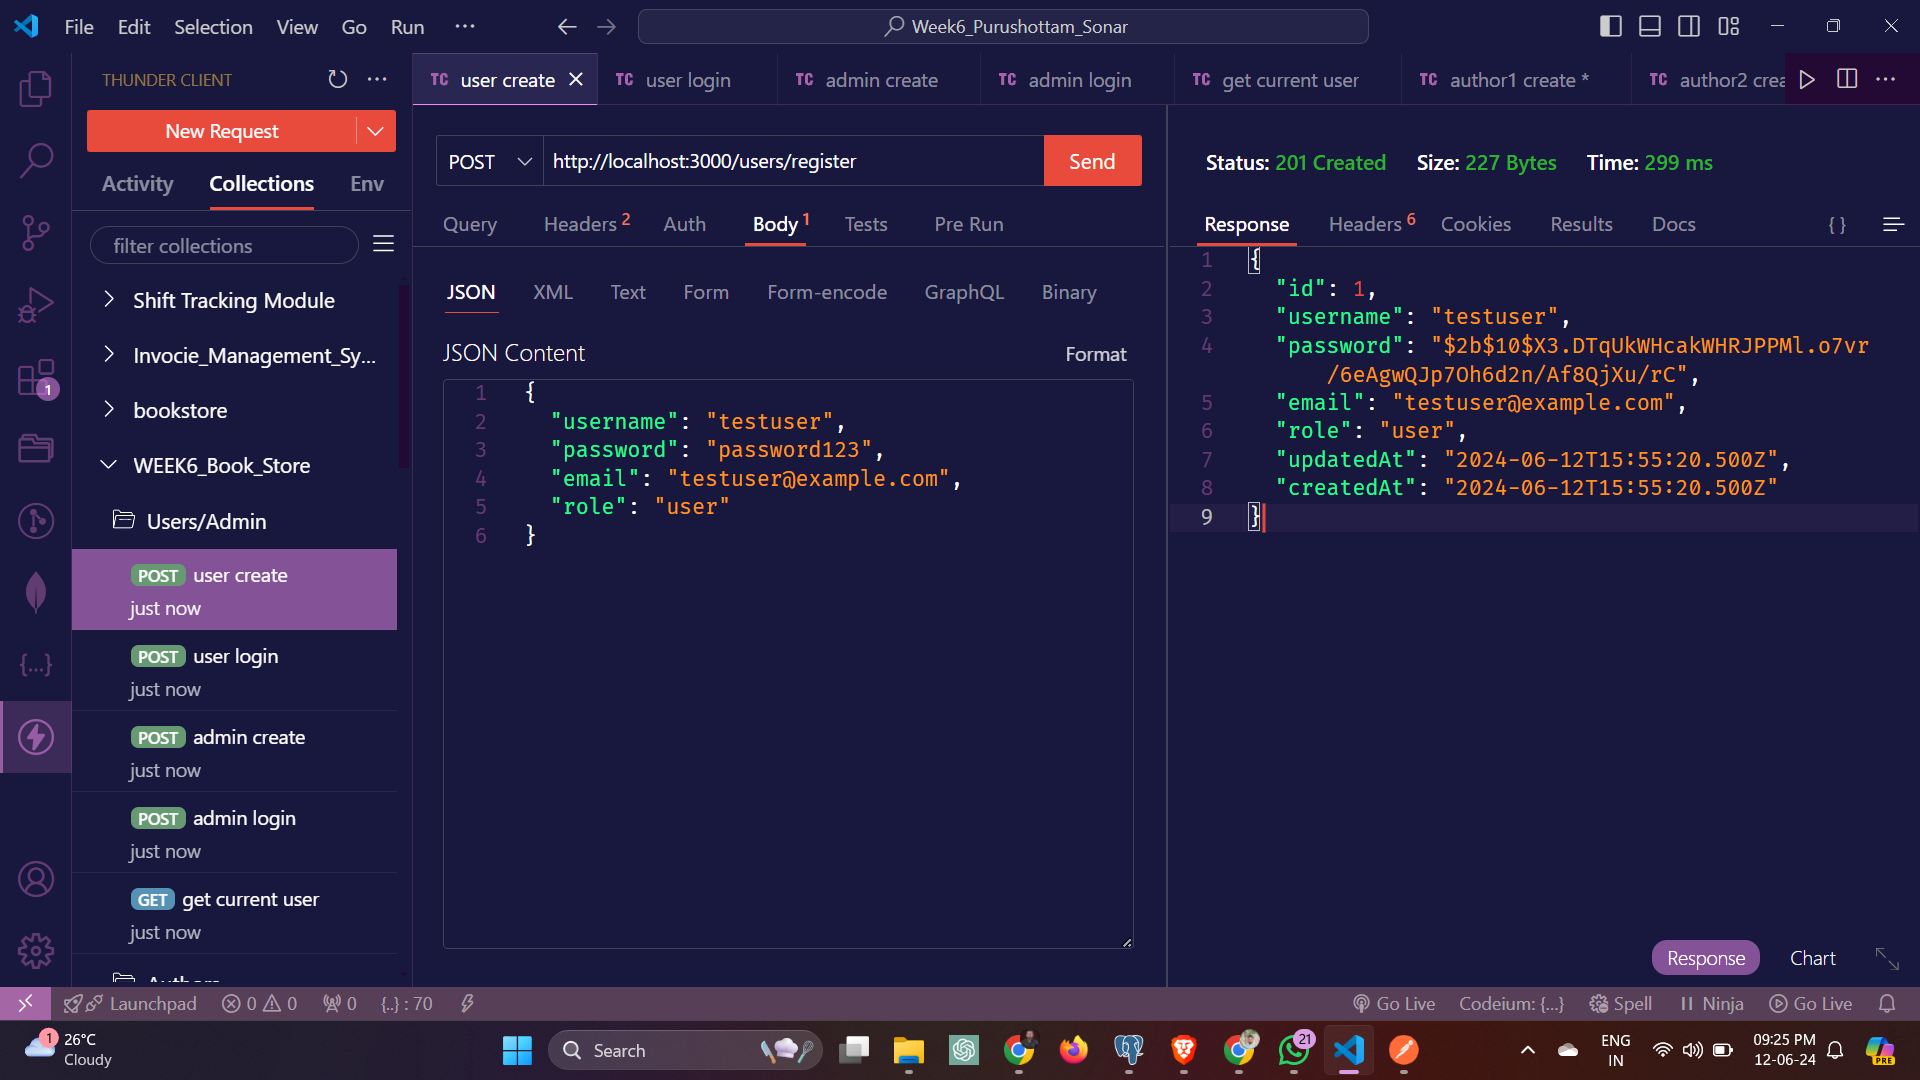 File Edit Selection View Go Run ···
Week6_Purushottam_Sonar
THUNDER CLIENT
New Request
Activity Collections Env
filter collections
Shift Tracking Module
Invocie_Management_Sy...
bookstore
WEEK6_Book_Store
Users/Admin
POST user create
just now
POST user login
just now
POST admin create
just now
POST admin login
just now
GET get current user
just now
Authors
1
TC user create TC user login TC admin create TC admin login TC get current user TC author1 create * TC author2 crea
POST http://localhost:3000/users/register Send
Query Headers 2 Auth Body 1 Tests Pre Run
JSON XML Text Form Form-encode GraphQL Binary
JSON Content Format
1 {
2 "username": "testuser",
3 "password": "password123",
4 "email": "testuser@example.com",
5 "role": "user"
6 }
Status: 201 Created Size: 227 Bytes Time: 299 ms
Response Headers 6 Cookies Results Docs { }
1 {
2 "id": 1,
3 "username": "testuser",
4 "password": "$2b$10$X3.DTqUkWHcakWHRJPPMl.o7vr
/6eAgwQJp7Oh6d2n/Af8QjXu/rC",
5 "email": "testuser@example.com",
6 "role": "user",
7 "updatedAt": "2024-06-12T15:55:20.500Z",
8 "createdAt": "2024-06-12T15:55:20.500Z"
9 }
Response Chart
Launchpad 0 0 0 {..} : 70 Go Live Codeium: {...} Spell Ninja Go Live
1 26°C
Cloudy
Search
21
ENG
IN
09:25 PM
12-06-24
PRE